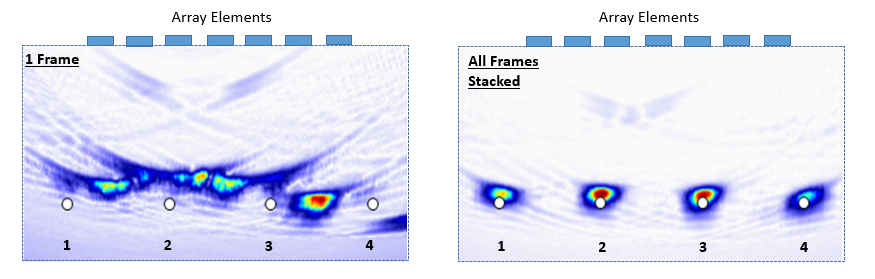 Array Elements
1 Frame
1 2 3 4
Array Elements
All Frames
Stacked
1 2 3 4